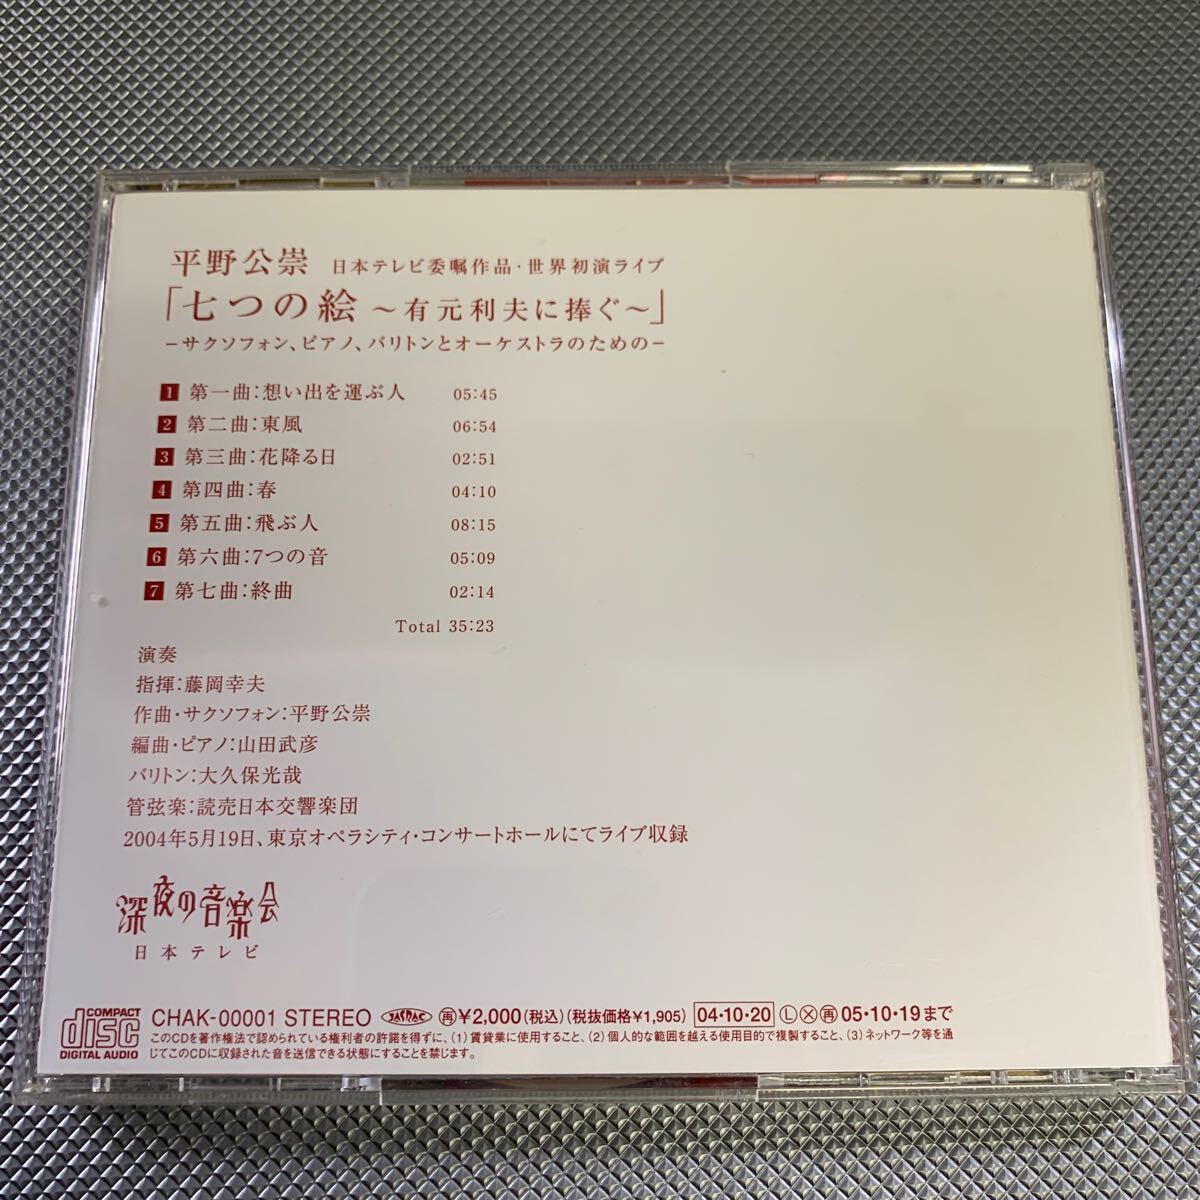 平野公崇 日本テレビ委嘱作品・世界初演ライブ
「七つの絵 ～有元利夫に捧ぐ～」
－サクソフォン、ピアノ、バリトンとオーケストラのための－
1 第一曲：想い出を運ぶ人 05:45
2 第二曲：東風 06:54
3 第三曲：花降る日 02:51
4 第四曲：春 04:10
5 第五曲：飛ぶ人 08:15
6 第六曲：7つの音 05:09
7 第七曲：終曲 02:14
Total 35:23
演奏
指揮：藤岡幸夫
作曲・サクソフォン：平野公崇
編曲・ピアノ：山田武彦
バリトン：大久保光哉
管弦楽：読売日本交響楽団
2004年5月19日、東京オペラシティ・コンサートホールにてライブ収録
深夜の音楽会
日本テレビ
COMPACT disc DIGITAL AUDIO
CHAK-00001 STEREO JASRAC 再¥2,000(税込)(税抜価格¥1,905) 04・10・20 Ⓛ Ⓧ 再 05・10・19まで
このCDを著作権法で認められている権利者の許諾を得ずに、(1)賃貸業に使用すること、(2)個人的な範囲を越える使用目的で複製すること、(3)ネットワーク等を通
じてこのCDに収録された音を送信できる状態にすることを禁じます。